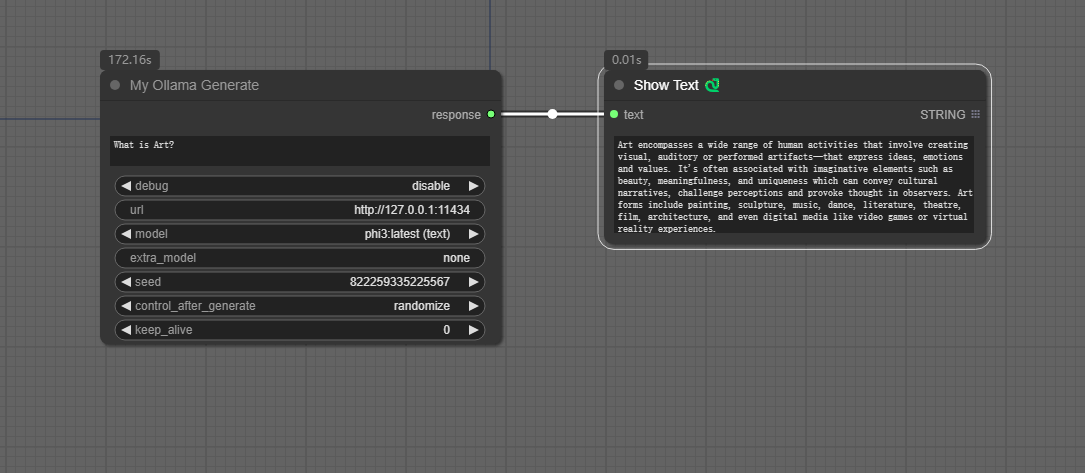 172.16s
My Ollama Generate
response
What is Art?
debug disable
url http://127.0.0.1:11434
model phi3:latest (text)
extra_model none
seed 822259335225567
control_after_generate randomize
keep_alive 0
0.01s
Show Text
text STRING
Art encompasses a wide range of human activities that involve creating
visual, auditory or performed artifacts—that express ideas, emotions
and values. It's often associated with imaginative elements such as
beauty, meaningfulness, and uniqueness which can convey cultural
narratives, challenge perceptions and provoke thought in observers. Art
forms include painting, sculpture, music, dance, literature, theatre,
film, architecture, and even digital media like video games or virtual
reality experiences.